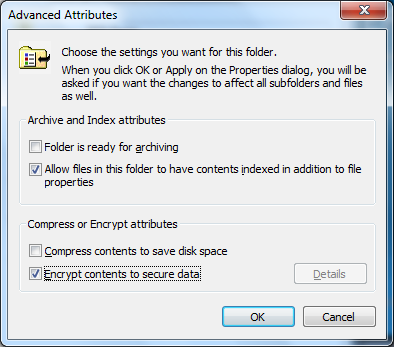 Advanced Attributes
Choose the settings you want for this folder.
When you click OK or Apply on the Properties dialog, you will be
asked if you want the changes to affect all subfolders and files
as well.
Archive and Index attributes
Folder is ready for archiving
Allow files in this folder to have contents indexed in addition to file
properties
Compress or Encrypt attributes
Compress contents to save disk space
Encrypt contents to secure data
Details
OK
Cancel